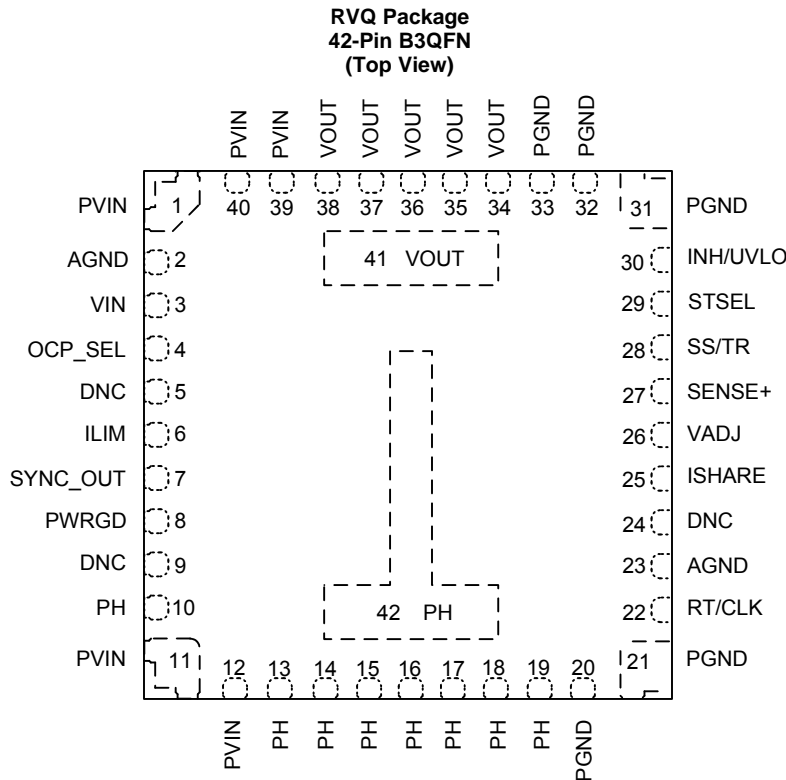 RVQ Package
42-Pin B3QFN
(Top View)
PVIN
PVIN
VOUT
VOUT
VOUT
VOUT
VOUT
PGND
PGND
40 39 38 37 36 35 34 33 32
PVIN 1
31 PGND
AGND 2
30 INH/UVLO
VIN 3
29 STSEL
OCP_SEL 4
28 SS/TR
DNC 5
27 SENSE+
ILIM 6
26 VADJ
SYNC_OUT 7
25 ISHARE
PWRGD 8
24 DNC
DNC 9
23 AGND
PH 10
22 RT/CLK
PVIN 11
21 PGND
41 VOUT
42 PH
12 13 14 15 16 17 18 19 20
PVIN
PH
PH
PH
PH
PH
PH
PH
PGND